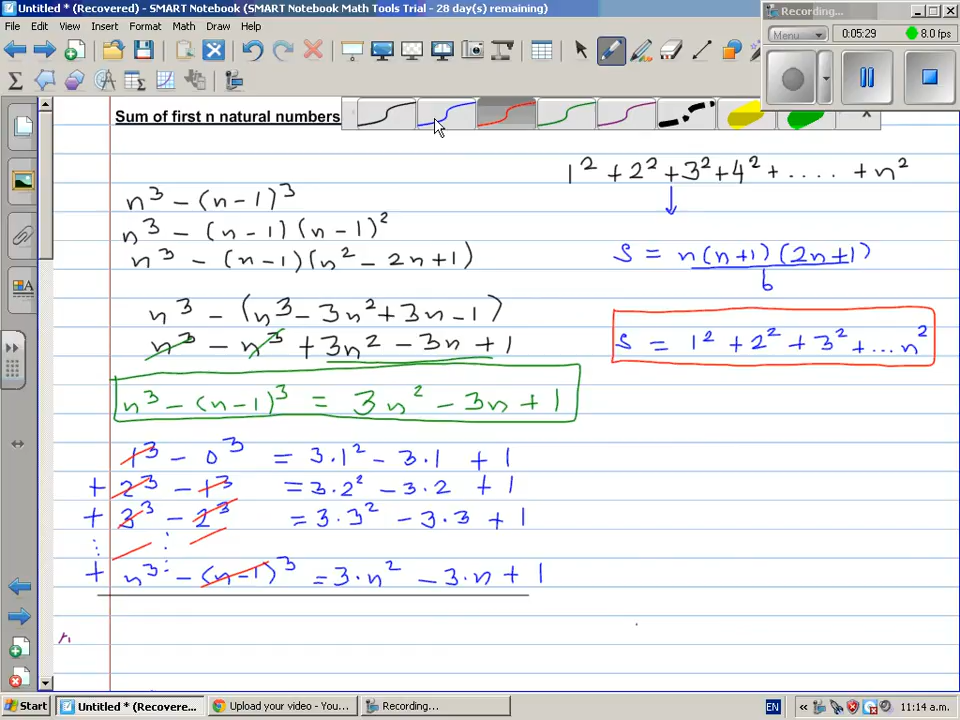 Untitled * (Recovered) - SMART Notebook (SMART Notebook Math Tools Trial - 28 day(s) remaining)
Recording...
File Edit View Insert Format Math Draw Help
Menu 0:05:29 8.0 fps
Sum of first n natural numbers
1² + 2² + 3² + 4² + . . . . + n²
n³ - (n-1)³
n³ - (n-1) (n-1)²
n³ - (n-1) (n² - 2n+1)
S = n(n+1) (2n+1)
6
n³ - (n³ - 3n² + 3n - 1)
n³ - n³ + 3n² - 3n + 1
S = 1² + 2² + 3² + ... n²
n³ - (n-1)³ = 3n² - 3n + 1
1³ - 0³ = 3.1² - 3.1 + 1
+ 2³ - 1³ = 3.2² - 3.2 + 1
+ 3³ - 2³ = 3.3² - 3.3 + 1
+ n³ - (n-1)³ = 3.n² - 3.n + 1
Start Untitled * (Recovere... Upload your video - You... Recording... EN 11:14 a.m.